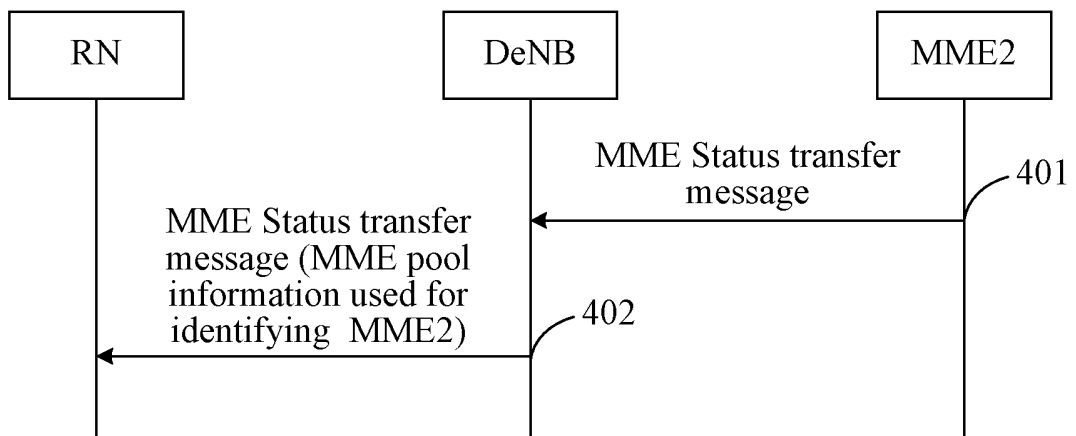 RN
DeNB
MME2
MME Status transfer
message
401
MME Status transfer
message (MME pool
information used for
identifying MME2)
402